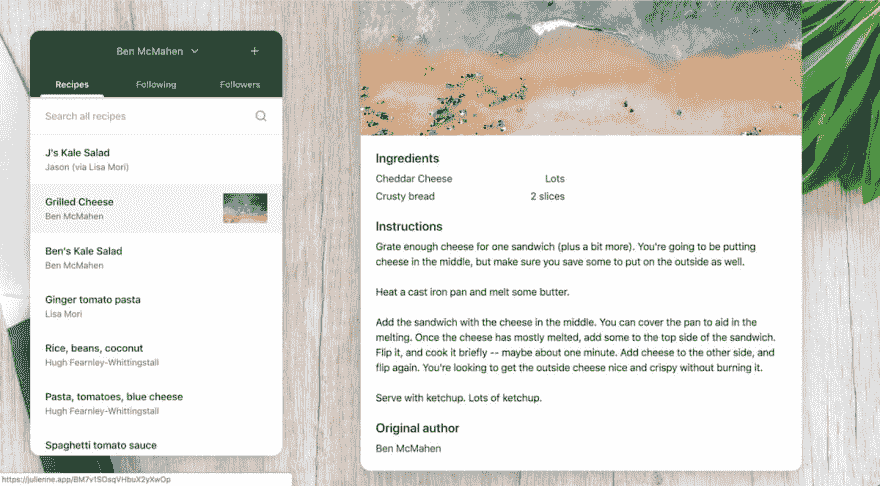 Ben McMahen
+
Recipes Following Followers
Search all recipes
J's Kale Salad
Jason (via Lisa Mori)
Grilled Cheese
Ben McMahen
Ben's Kale Salad
Ben McMahen
Ginger tomato pasta
Lisa Mori
Rice, beans, coconut
Hugh Fearnley-Whittingstall
Pasta, tomatoes, blue cheese
Hugh Fearnley-Whittingstall
Spaghetti tomato sauce
Ingredients
Cheddar Cheese Lots
Crusty bread 2 slices
Instructions
Grate enough cheese for one sandwich (plus a bit more). You're going to be putting
cheese in the middle, but make sure you save some to put on the outside as well.
Heat a cast iron pan and melt some butter.
Add the sandwich with the cheese in the middle. You can cover the pan to aid in the
melting. Once the cheese has mostly melted, add some to the top side of the sandwich.
Flip it, and cook it briefly -- maybe about one minute. Add cheese to the other side, and
flip again. You're looking to get the outside cheese nice and crispy without burning it.
Serve with ketchup. Lots of ketchup.
Original author
Ben McMahen
https://julienne.app/BM7v1SOsqVHbuX2yXwOp